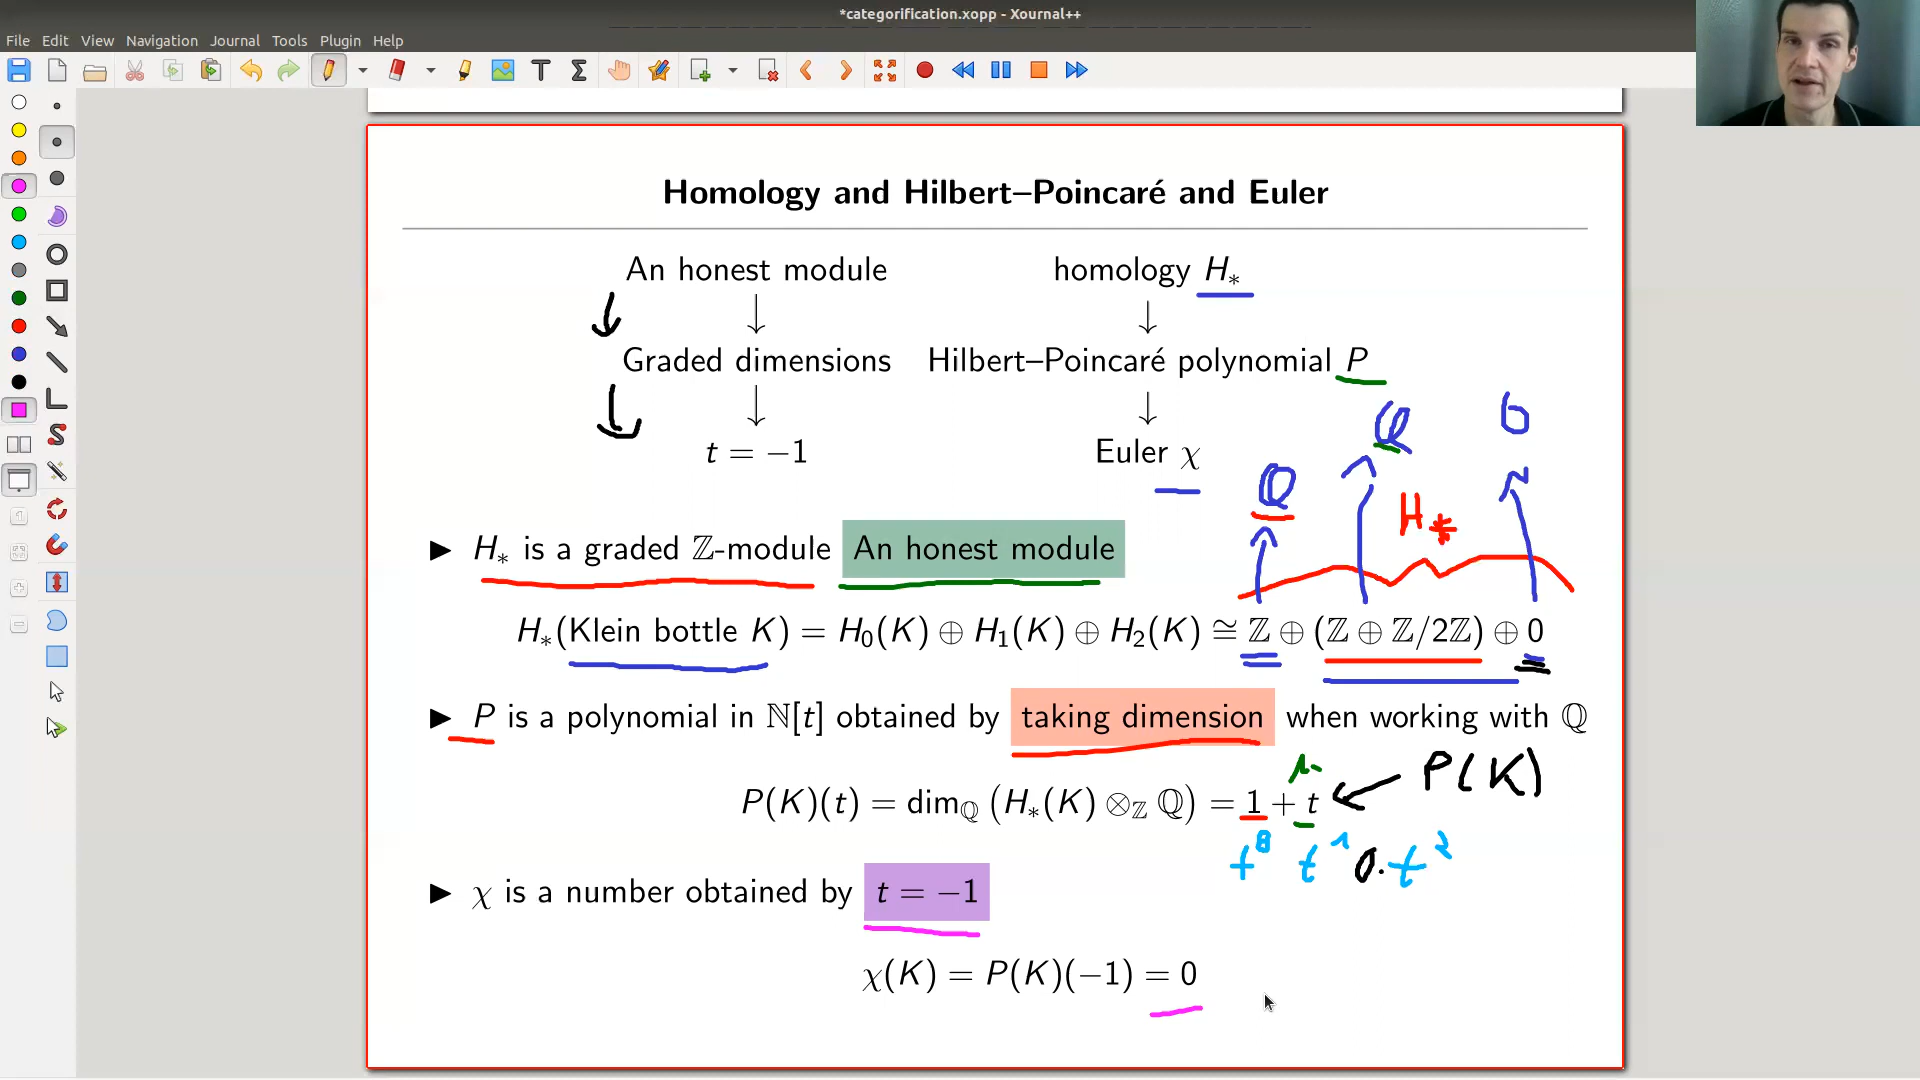 *categorification.xopp - Xournal++
File Edit View Navigation Journal Tools Plugin Help
Homology and Hilbert–Poincaré and Euler
An honest module homology H∗
↓ ↓ ↓
Graded dimensions Hilbert–Poincaré polynomial P
↓ ↓ ↓
t = −1 Euler χ
ℚ ℚ 0
H∗
▶ H∗ is a graded ℤ-module An honest module
H∗(Klein bottle K) = H₀(K) ⊕ H₁(K) ⊕ H₂(K) ≅ ℤ ⊕ (ℤ ⊕ ℤ/2ℤ) ⊕ 0
▶ P is a polynomial in ℕ[t] obtained by taking dimension when working with ℚ
P(K)(t) = dim_ℚ (H∗(K) ⊗_ℤ ℚ) = 1 + t ← P(K)
t⁰ t¹ 0·t²
▶ χ is a number obtained by t = −1
χ(K) = P(K)(−1) = 0